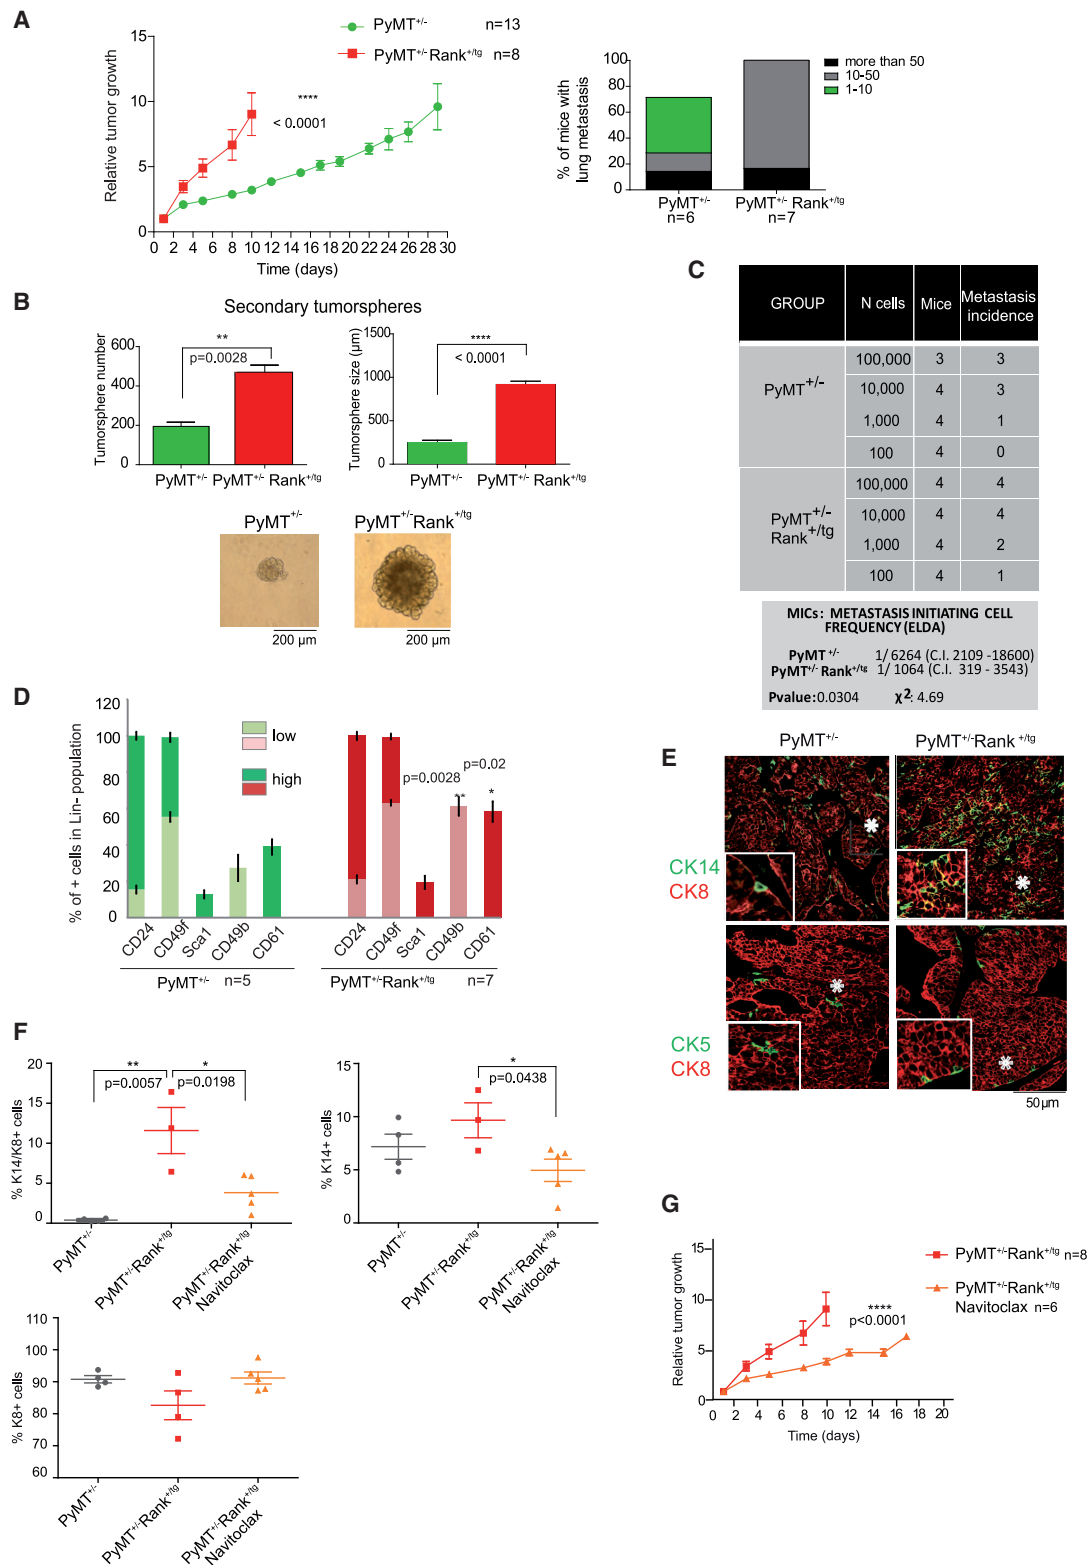 A
PyMT+/- n=13
PyMT+/- Rank+/tg n=8
Relative tumor growth
15
10
5
0
****
< 0.0001
0 2 4 6 8 10 12 14 16 18 20 22 24 26 28 30
Time (days)
more than 50
10-50
1-10
% of mice with
lung metastasis
100
80
60
40
20
0
PyMT+/- PyMT+/- Rank+/tg
n=6 n=7
B
Secondary tumorspheres
Tumorsphere number
600
400
200
0
**
p=0.0028
PyMT+/- PyMT+/- Rank+/tg
Tumorsphere size (µm)
1500
1000
500
0
****
< 0.0001
PyMT+/- PyMT+/- Rank+/tg
PyMT+/- PyMT+/-Rank+/tg
200 µm 200 µm
C
GROUP N cells Mice Metastasis incidence
PyMT+/-
100,000 3 3
10,000 4 3
1,000 4 1
100 4 0
PyMT+/- Rank+/tg
100,000 4 4
10,000 4 4
1,000 4 2
100 4 1
MICs: METASTASIS INITIATING CELL
FREQUENCY (ELDA)
PyMT+/- 1/ 6264 (C.I. 2109 -18600)
PyMT+/- Rank+/tg 1/ 1064 (C.I. 319 - 3543)
Pvalue: 0.0304 χ2: 4.69
D
% of + cells in Lin- population
120
100
80
60
40
20
0
low
high
p=0.0028
p=0.02
**
*
CD24 CD49f Sca1 CD49b CD61
CD24 CD49f Sca1 CD49b CD61
PyMT+/- n=5
PyMT+/-Rank+/tg n=7
E
PyMT+/- PyMT+/-Rank +/tg
CK14
CK8
CK5
CK8
50µm
F
% K14/K8+ cells
20
15
10
5
0
** *
p=0.0057 p=0.0198
PyMT+/-
PyMT+/-Rank+/tg
PyMT+/-Rank+/tg
Navitoclax
% K14+ cells
15
10
5
0
*
p=0.0438
PyMT+/-
PyMT+/-Rank+/tg
PyMT+/-Rank+/tg
Navitoclax
% K8+ cells
110
100
90
80
70
60
PyMT+/-
PyMT+/-Rank+/tg
PyMT+/-Rank+/tg
Navitoclax
G
PyMT+/-Rank+/tg n=8
PyMT+/-Rank+/tg
Navitoclax n=6
Relative tumor growth
15
10
5
0
****
p<0.0001
0 2 4 6 8 10 12 14 16 18 20
Time (days)